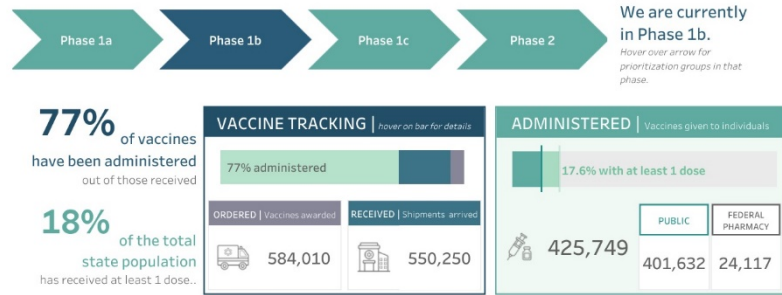 Phase 1a
Phase 1b
Phase 1c
Phase 2
We are currently
in Phase 1b.
Hover over arrow for
prioritization groups in that
phase.
77% of vaccines
have been administered
out of those received
18% of the total
state population
has received at least 1 dose..
VACCINE TRACKING | hover on bar for details
77% administered
ORDERED | Vaccines awarded
584,010
RECEIVED | Shipments arrived
550,250
ADMINISTERED | Vaccines given to individuals
17.6% with at least 1 dose
425,749
PUBLIC
401,632
FEDERAL
PHARMACY
24,117